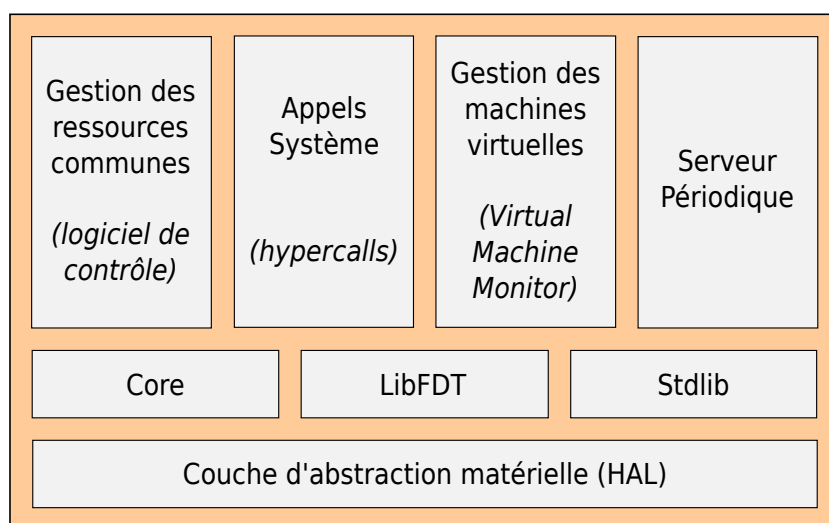 Gestion des
ressources
communes
(logiciel de
contrôle)
Appels
Système
(hypercalls)
Gestion des
machines
virtuelles
(Virtual
Machine
Monitor)
Serveur
Périodique
Core
LibFDT
Stdlib
Couche d'abstraction matérielle (HAL)